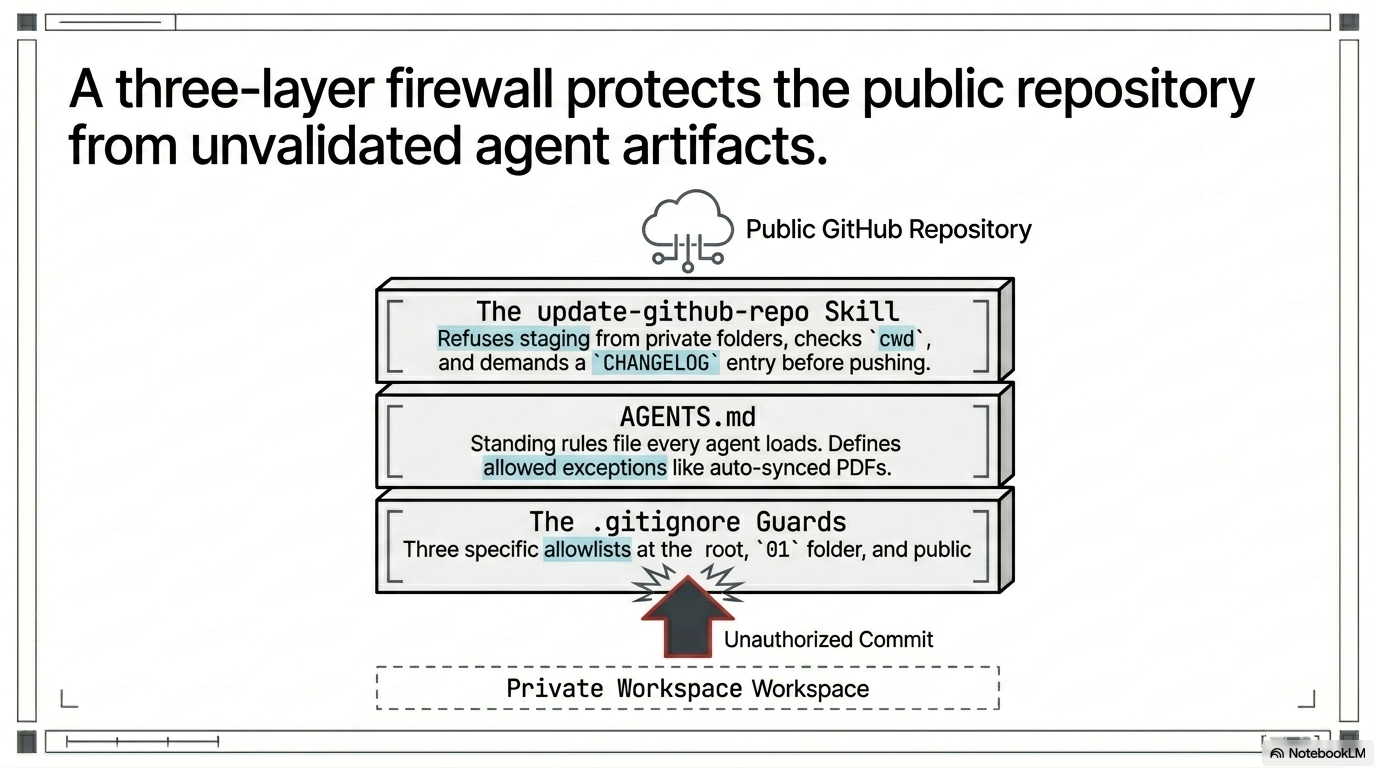 A three-layer firewall protects the public repository
from unvalidated agent artifacts.
Public GitHub Repository
The update-github-repo Skill
Refuses staging from private folders, checks `cwd`,
and demands a `CHANGELOG` entry before pushing.
AGENTS.md
Standing rules file every agent loads. Defines
allowed exceptions like auto-synced PDFs.
The .gitignore Guards
Three specific allowlists at the root, `01` folder, and public
Unauthorized Commit
Private Workspace Workspace
NotebookLM